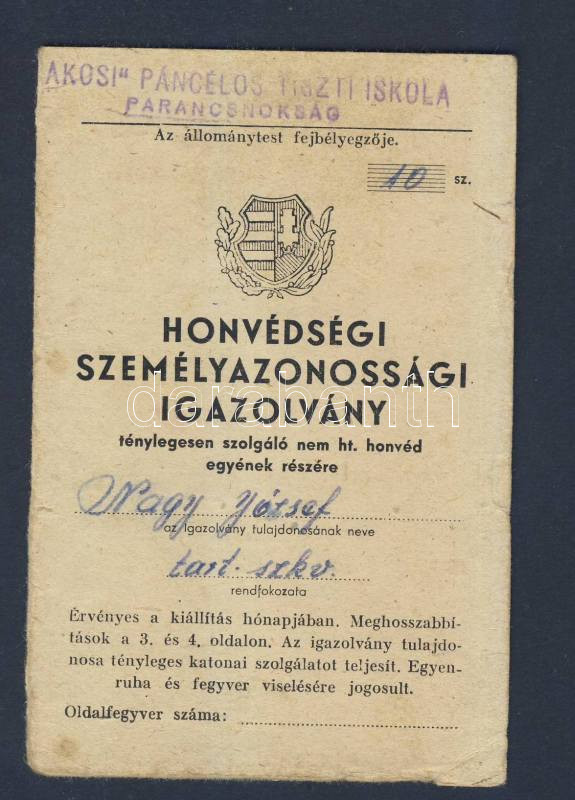 AKOSI" PÁNCÉLOS TISZTI ISKOLA
PARANCSNOKSÁG
Az állománytest fejbélyegzője.
10 sz.
HONVÉDSÉGI
SZEMÉLYAZONOSSÁGI
IGAZOLVÁNY
darabanth
ténylegesen szolgáló nem ht. honvéd
egyének részére
Nagy József
az igazolvány tulajdonosának neve
tart. szkv.
rendfokozata
Érvényes a kiállítás hónapjában. Meghosszabbí-
tások a 3. és 4. oldalon. Az igazolvány tulajdo-
nosa tényleges katonai szolgálatot teljesít. Egyen-
ruha és fegyver viselésére jogosult.
Oldalfegyver száma: